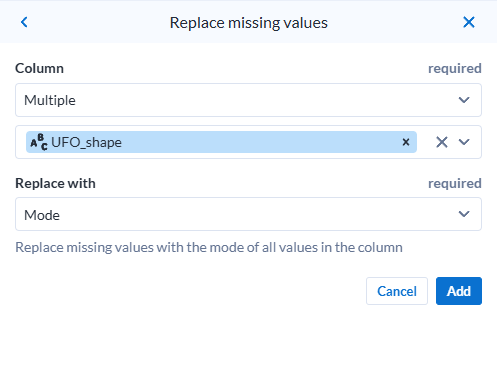 Replace missing values
Column required
Multiple
ABC UFO_shape
Replace with required
Mode
Replace missing values with the mode of all values in the column
Cancel Add